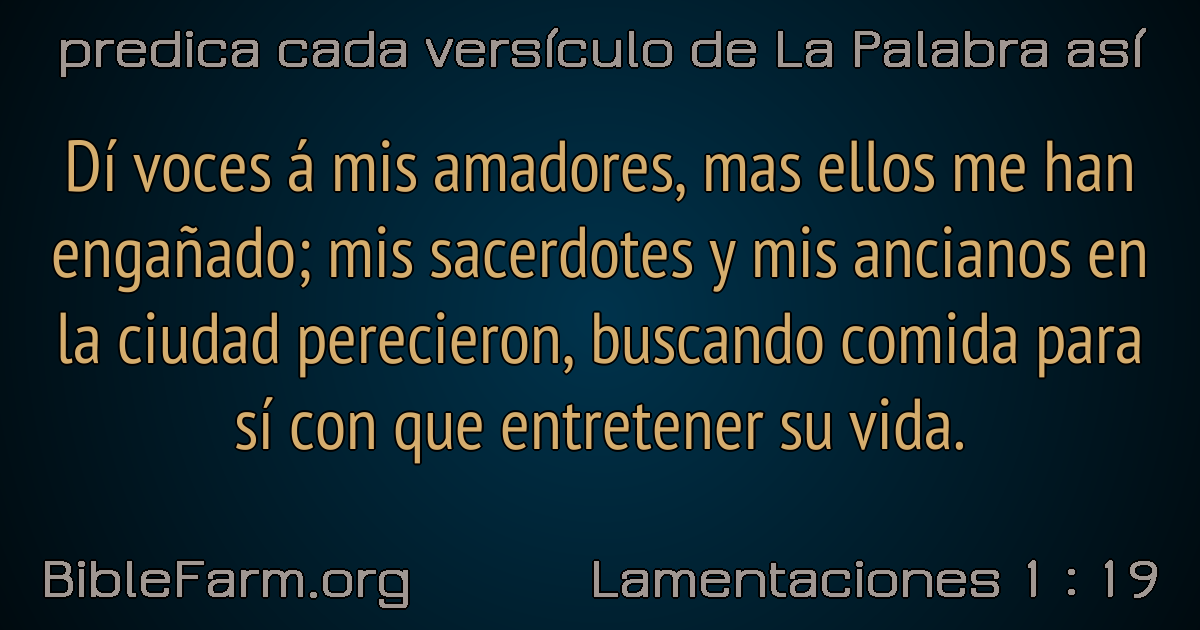 predica cada versículo de La Palabra así
Dí voces á mis amadores, mas ellos me han
engañado; mis sacerdotes y mis ancianos en
la ciudad perecieron, buscando comida para
sí con que entretener su vida.
BibleFarm.org
Lamentaciones 1 : 19